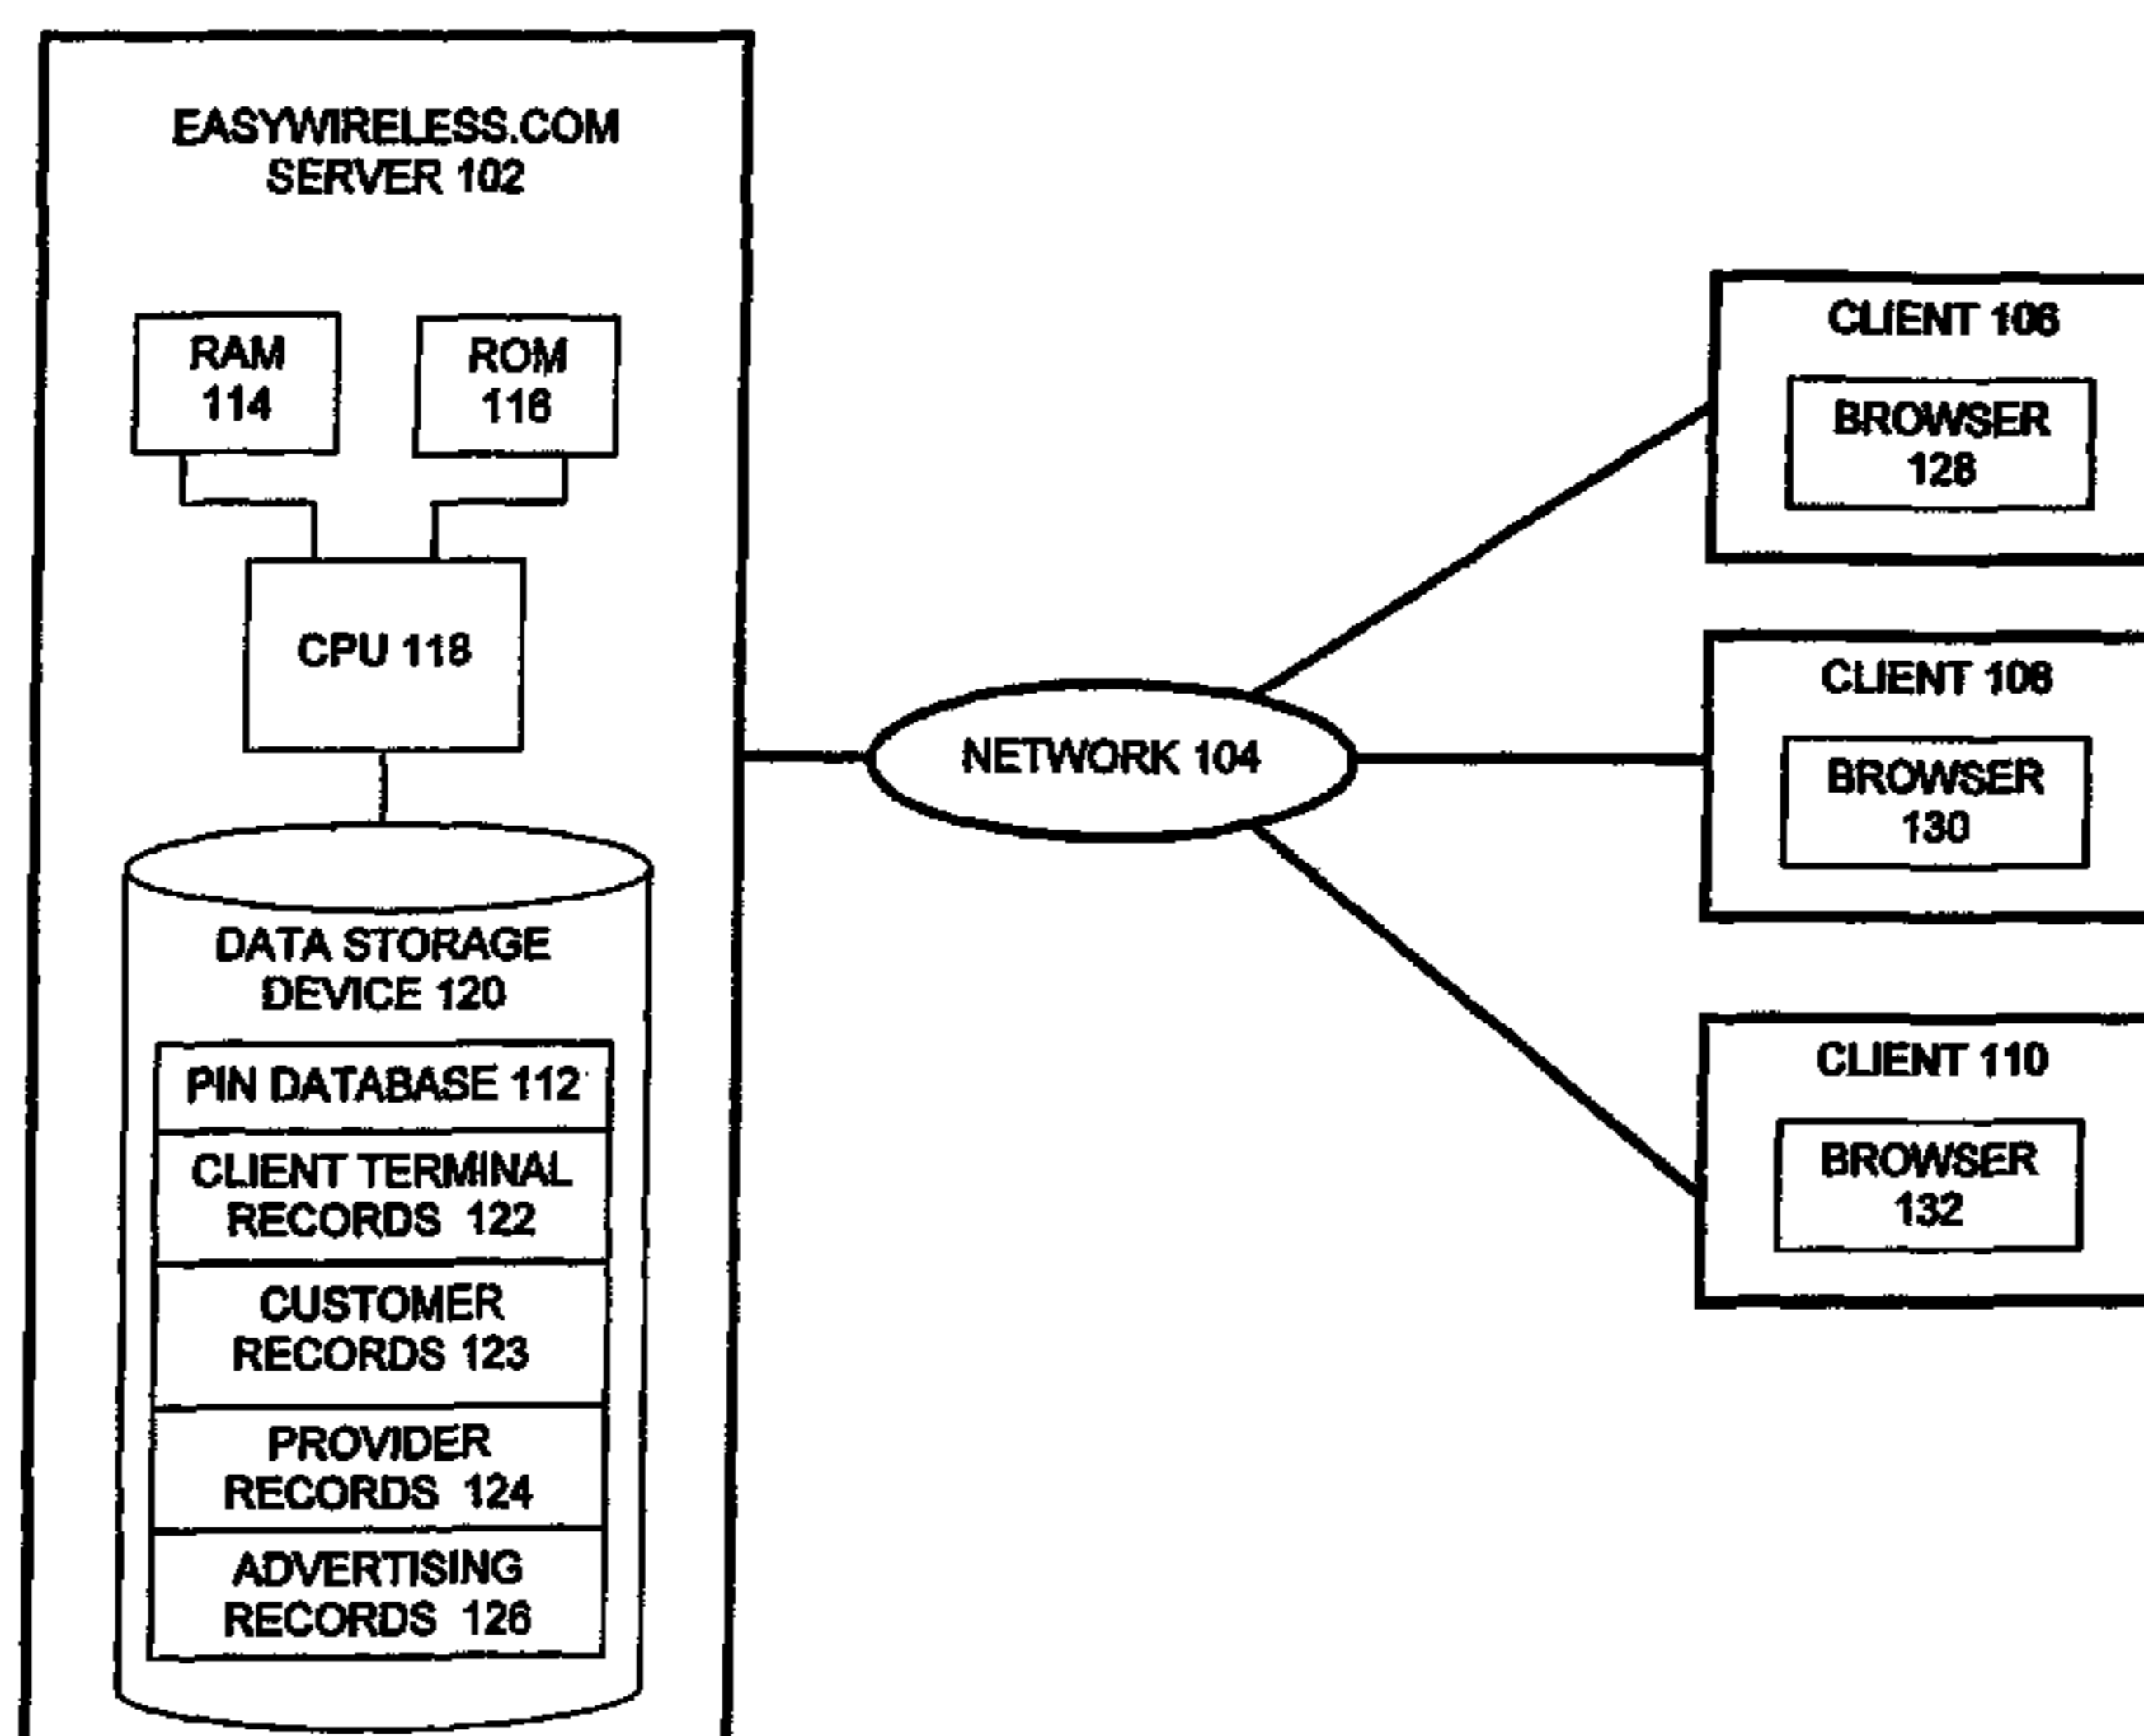 EASYWIRELESS.COM
SERVER 102
RAM
114
ROM
116
CPU 118
DATA STORAGE
DEVICE 120
PIN DATABASE 112
CLIENT TERMINAL
RECORDS 122
CUSTOMER
RECORDS 123
PROVIDER
RECORDS 124
ADVERTISING
RECORDS 126
NETWORK 104
CLIENT 106
BROWSER
128
CLIENT 108
BROWSER
130
CLIENT 110
BROWSER
132